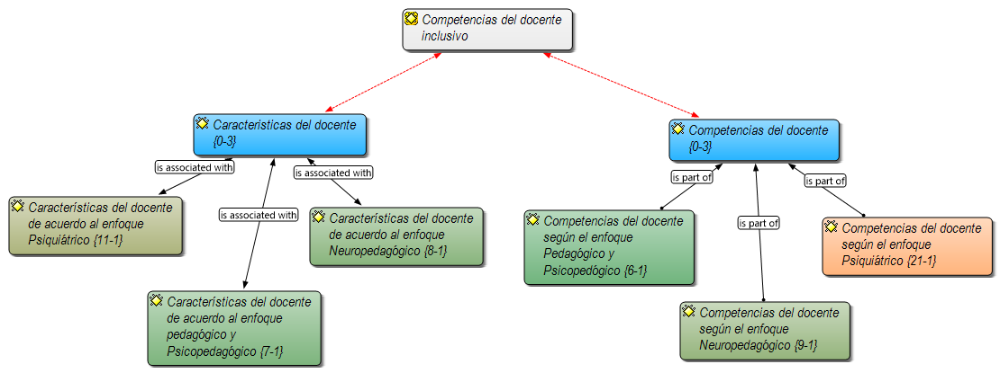 Competencias del docente
inclusivo
Caracteristicas del docente
{0-3}
Competencias del docente
{0-3}
is associated with
is associated with
is associated with
is part of
is part of
is part of
Características del docente
de acuerdo al enfoque
Psiquiátrico {11-1}
Características del docente
de acuerdo al enfoque
Neuropedagógico {8-1}
Características del docente
de acuerdo al enfoque
pedagógico y
Psicopedagógico {7-1}
Competencias del docente
según el enfoque
Pedagógico y
Psicopedógico {6-1}
Competencias del docente
según el enfoque
Psiquiátrico {21-1}
Competencias del docente
según el enfoque
Neuropedagógico {9-1}